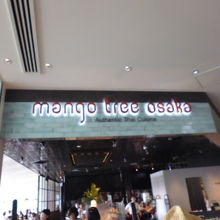 mango tree osaka
Authentic Thai Cuisine